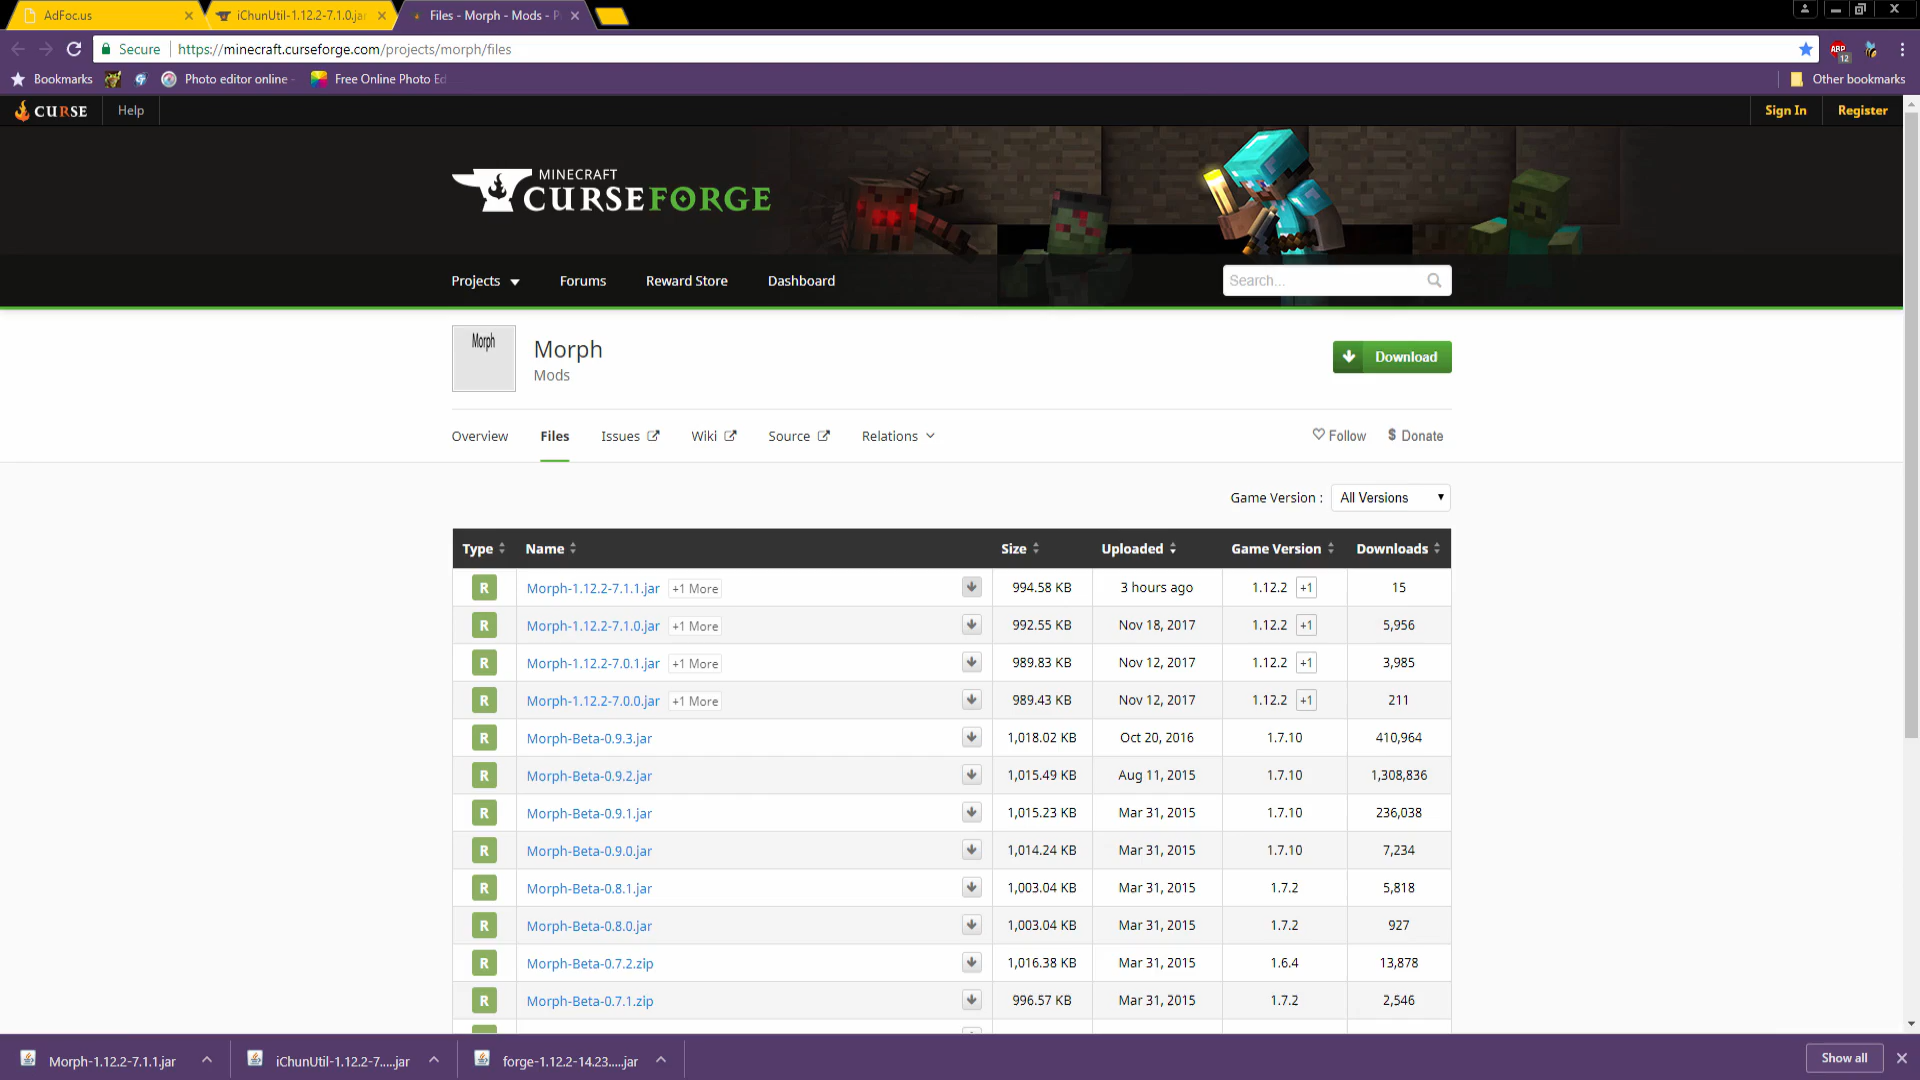 AdFoc.us
iChunUtil-1.12.2-7.1.0.jar
Files - Morph - Mods -
Secure https://minecraft.curseforge.com/projects/morph/files
ABP
12
Bookmarks Photo editor online - Free Online Photo Ed Other bookmarks
CURSE Help Sign In Register
MINECRAFT
CURSEFORGE
Projects Forums Reward Store Dashboard Search...
Morph
Morph
Mods
Download
Overview Files Issues Wiki Source Relations Follow $ Donate
Game Version : All Versions
Type Name Size Uploaded Game Version Downloads
R Morph-1.12.2-7.1.1.jar +1 More 994.58 KB 3 hours ago 1.12.2 +1 15
R Morph-1.12.2-7.1.0.jar +1 More 992.55 KB Nov 18, 2017 1.12.2 +1 5,956
R Morph-1.12.2-7.0.1.jar +1 More 989.83 KB Nov 12, 2017 1.12.2 +1 3,985
R Morph-1.12.2-7.0.0.jar +1 More 989.43 KB Nov 12, 2017 1.12.2 +1 211
R Morph-Beta-0.9.3.jar 1,018.02 KB Oct 20, 2016 1.7.10 410,964
R Morph-Beta-0.9.2.jar 1,015.49 KB Aug 11, 2015 1.7.10 1,308,836
R Morph-Beta-0.9.1.jar 1,015.23 KB Mar 31, 2015 1.7.10 236,038
R Morph-Beta-0.9.0.jar 1,014.24 KB Mar 31, 2015 1.7.10 7,234
R Morph-Beta-0.8.1.jar 1,003.04 KB Mar 31, 2015 1.7.2 5,818
R Morph-Beta-0.8.0.jar 1,003.04 KB Mar 31, 2015 1.7.2 927
R Morph-Beta-0.7.2.zip 1,016.38 KB Mar 31, 2015 1.6.4 13,878
R Morph-Beta-0.7.1.zip 996.57 KB Mar 31, 2015 1.7.2 2,546
Morph-1.12.2-7.1.1.jar iChunUtil-1.12.2-7.....jar forge-1.12.2-14.23.....jar Show all